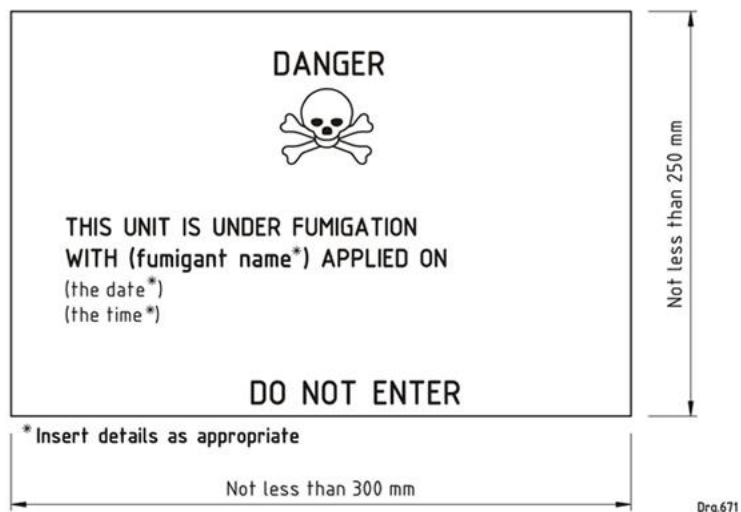 DANGER
THIS UNIT IS UNDER FUMIGATION
WITH (fumigant name*) APPLIED ON
(the date*)
(the time*)
DO NOT ENTER
*Insert details as appropriate
Not less than 300 mm
Not less than 250 mm
Drg.671